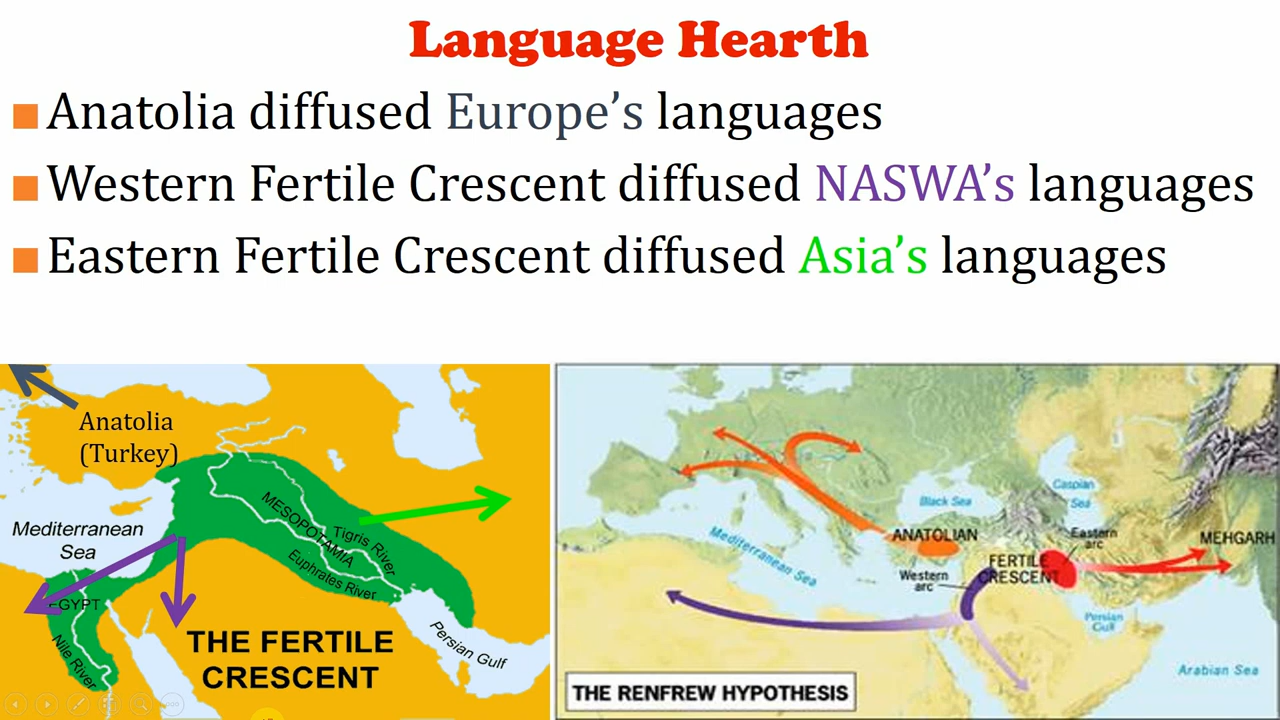 Language Hearth
Anatolia diffused Europe's languages
Western Fertile Crescent diffused NASWA's languages
Eastern Fertile Crescent diffused Asia's languages
Anatolia
(Turkey)
Mediterranean
Sea
MESOPOTAMIA
Tigris River
Euphrates River
EGYPT
Nile River
Persian Gulf
THE FERTILE
CRESCENT
Black Sea
Caspian
Sea
Mediterranean Sea
ANATOLIAN
Eastern
arc
MEHGARH
FERTILE
CRESCENT
Western
arc
Persian
Gulf
Arabian Sea
THE RENFREW HYPOTHESIS